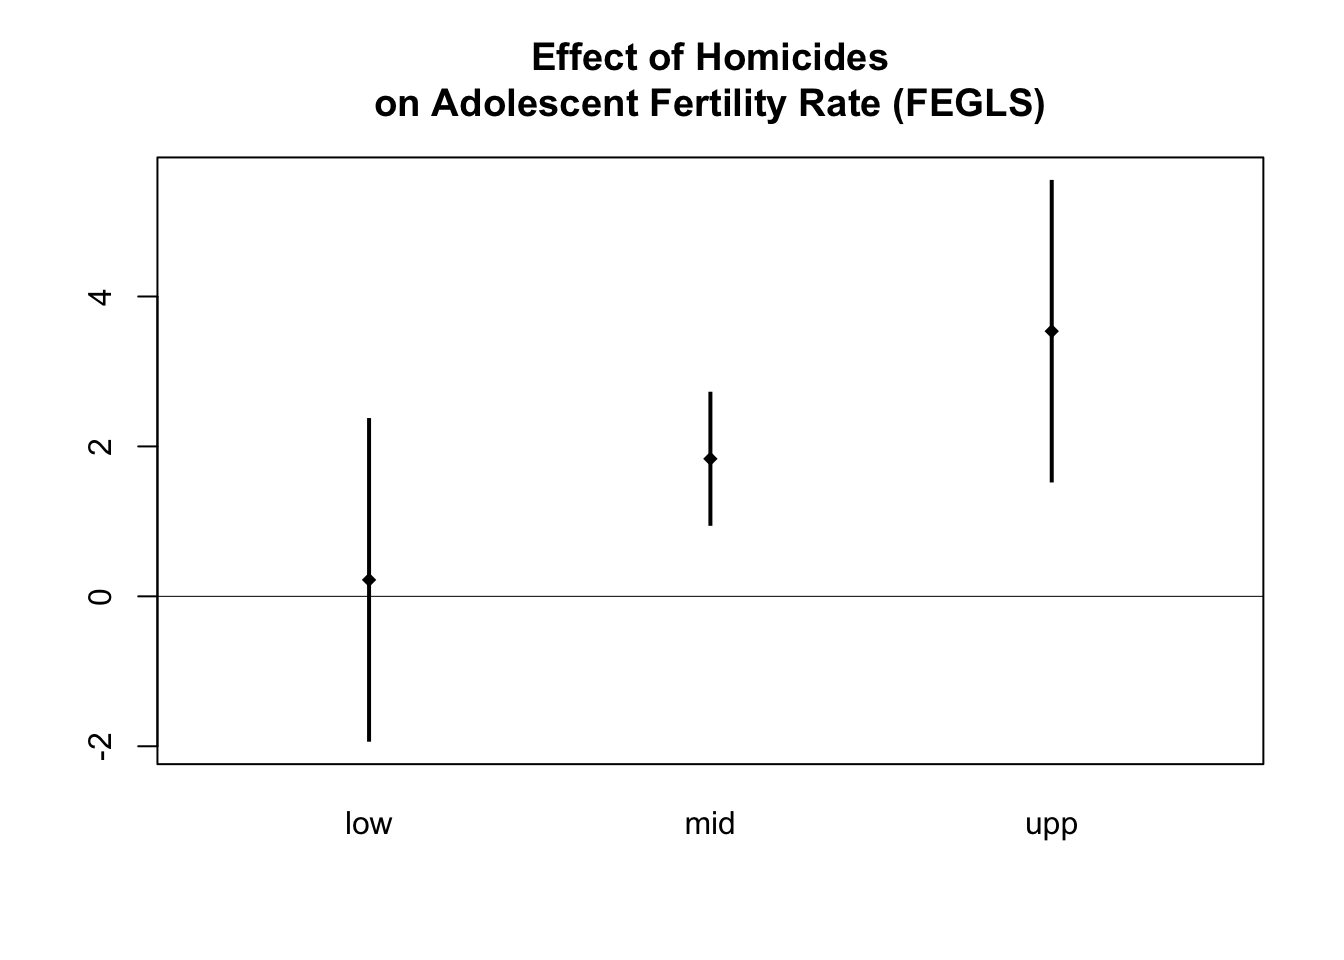 Effect of Homicides
on Adolescent Fertility Rate (FEGLS)
4
2
0
-2
low mid upp